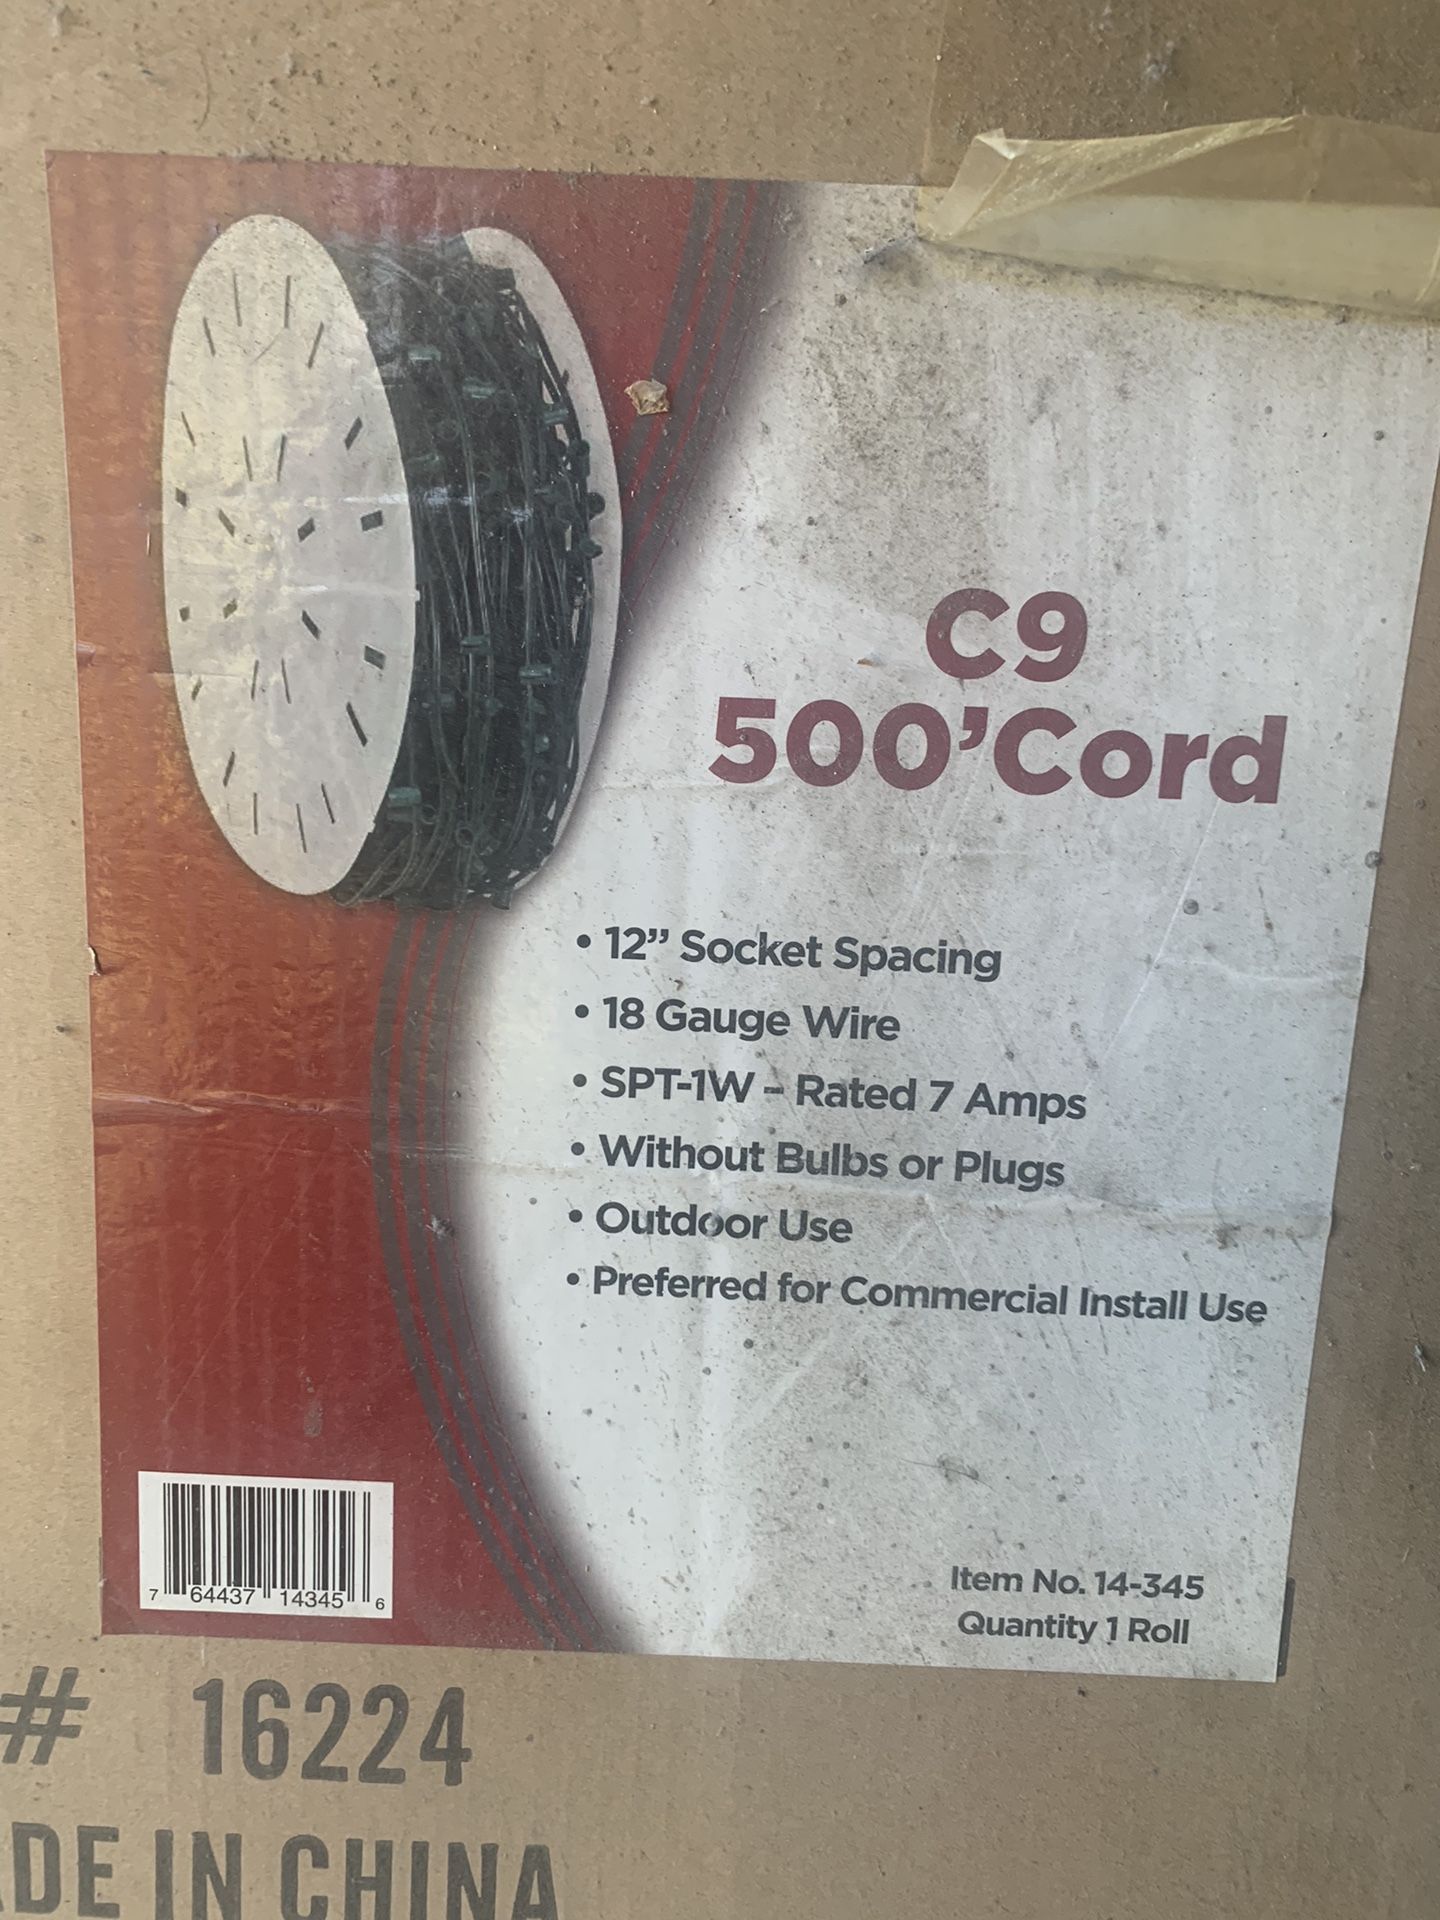 C9
500'Cord
• 12” Socket Spacing
• 18 Gauge Wire
• SPT-1W – Rated 7 Amps
• Without Bulbs or Plugs
• Outdoor Use
• Preferred for Commercial Install Use
7 64437 14345 6
Item No. 14-345
Quantity 1 Roll
# 16224
ADE IN CHINA